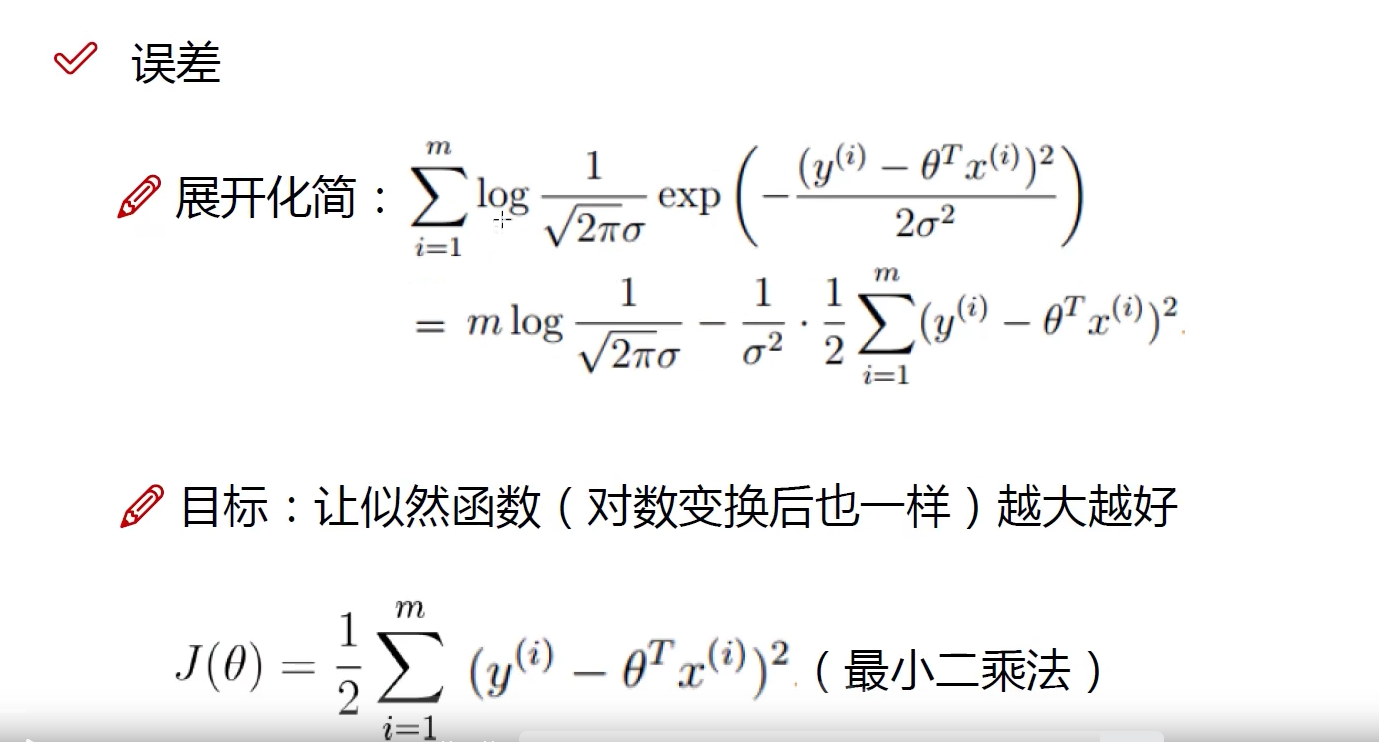 误差
展开化简：$\sum_{i=1}^{m} \log \frac{1}{\sqrt{2\pi}\sigma} \exp\left(-\frac{(y^{(i)} - \theta^T x^{(i)})^2}{2\sigma^2}\right)$
$= m \log \frac{1}{\sqrt{2\pi}\sigma} - \frac{1}{\sigma^2} \cdot \frac{1}{2} \sum_{i=1}^{m} (y^{(i)} - \theta^T x^{(i)})^2.$
目标：让似然函数（对数变换后也一样）越大越好
$J(\theta) = \frac{1}{2} \sum_{i=1}^{m} (y^{(i)} - \theta^T x^{(i)})^2.$（最小二乘法）